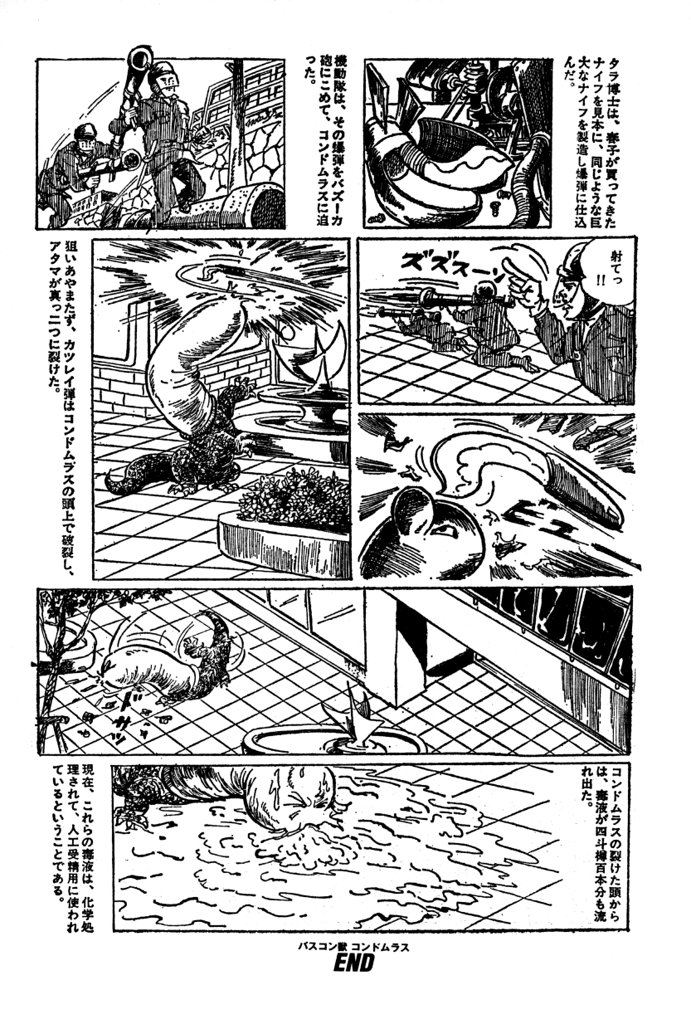 タラ博士は、春子が買ってきた
ナイフを見本に、同じような巨
大なナイフを製造し爆弾に仕込
んだ。
機動隊は、その爆弾をバズーカ
砲にこめて、コンドムラスに迫
った。
射てっ
!!
ズズスーン
ビュー
狙いあやまたず、カツレイ弾はコンドムラスの頭上で破裂し、
アタマが真っ二つに裂けた。
ドサッ
コンドムラスの裂けた頭から
は、毒液が四斗樽百本分も流
れ出た。
現在、これらの毒液は、化学処
理されて、人工受精用に使われ
ているということである。
バスコン獣 コンドムラス
END